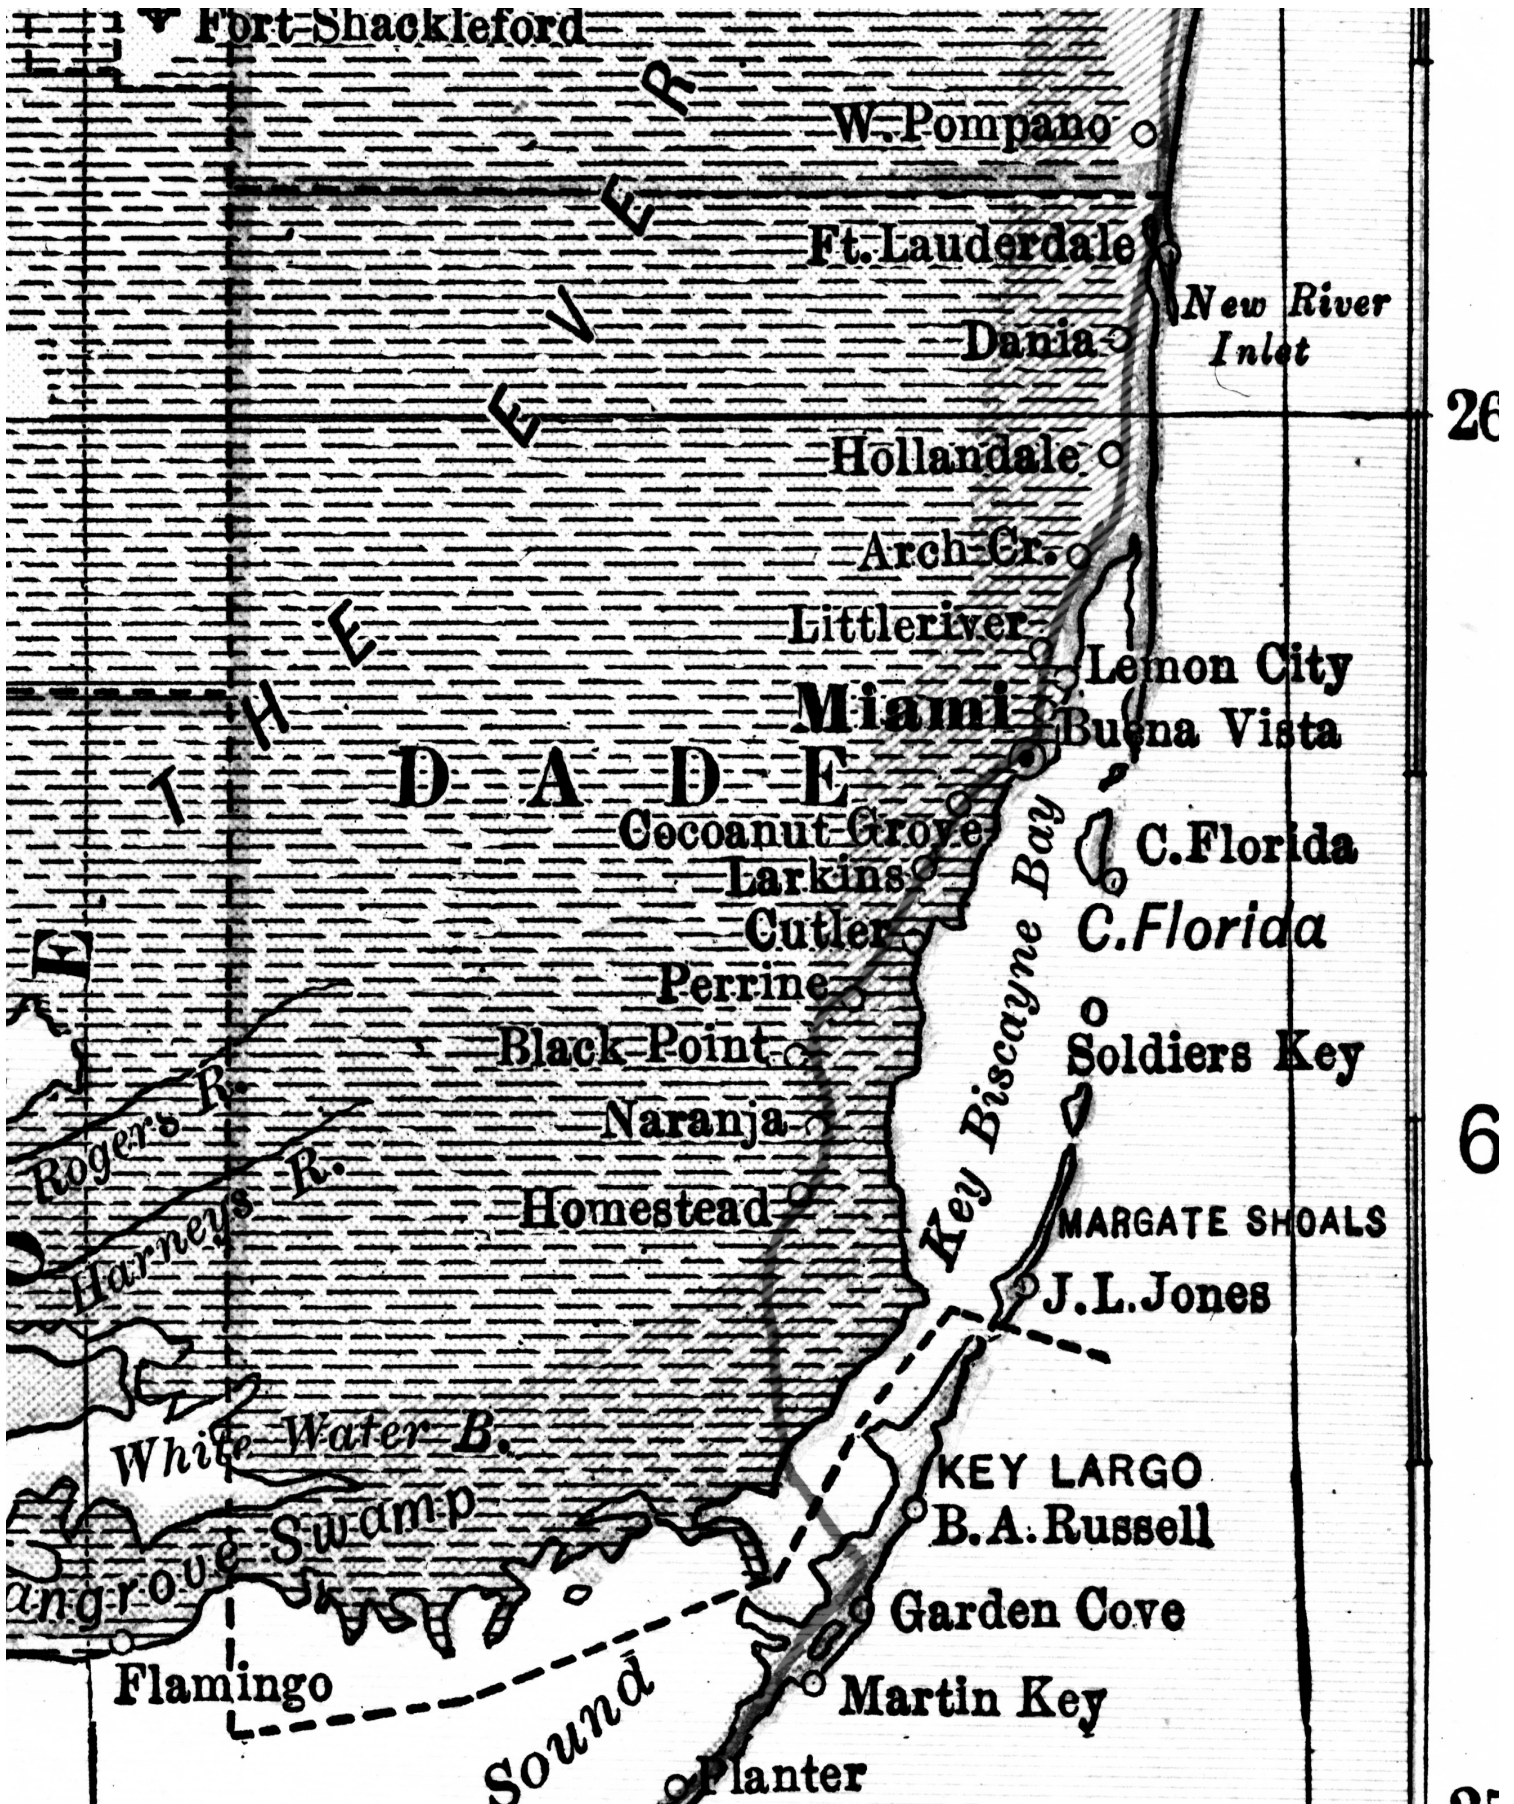 Fort Shackleford
W. Pompano
Ft. Lauderdale
New River
Inlet
Dania
26
Hollandale
Arch Cr.
Littleriver
Lemon City
Miami
Buena Vista
THE EVER
DADE
Cocoanut Grove
C. Florida
Larkins
C. Florida
Cutler
E
Perrine
Key Biscayne Bay
Black Point
Soldiers Key
Rogers R.
Naranja
6
Harneys R.
Homestead
MARGATE SHOALS
J. L. Jones
White Water B.
KEY LARGO
B. A. Russell
angrove Swamp
Garden Cove
Flamingo
Martin Key
Sound
Planter